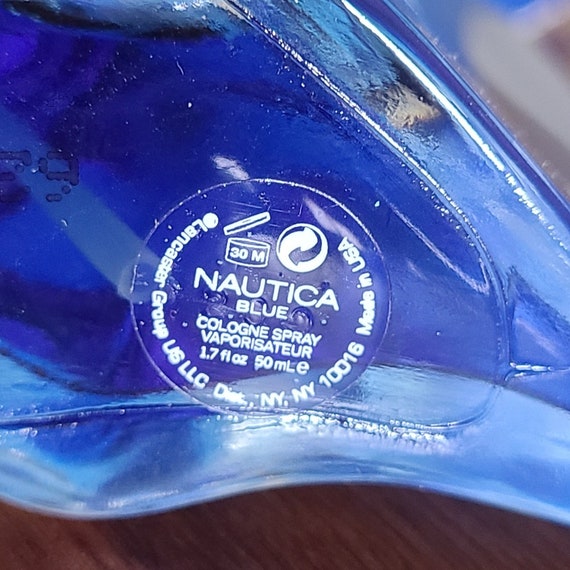 30 M
NAUTICA
BLUE
COLOGNE SPRAY
VAPORISATEUR
1.7 fl oz 50 mL e
Lancaster Group US LLC Dist., NY, NY 10016 Made in USA